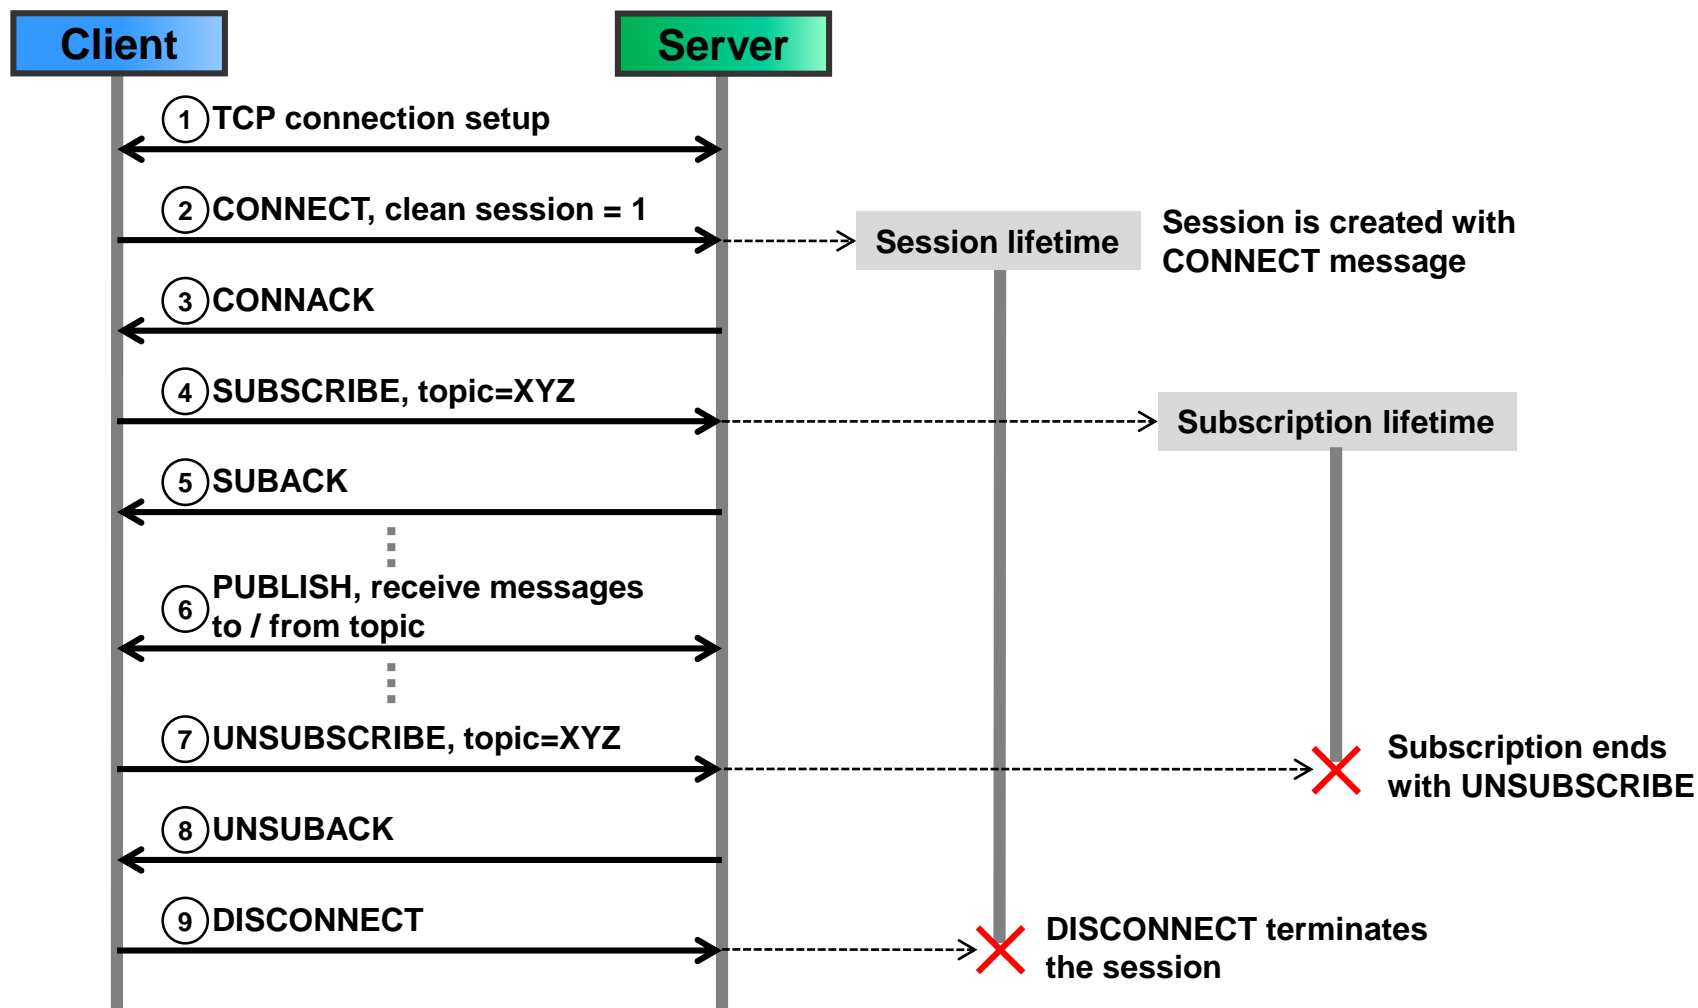 Client
Server
1 TCP connection setup
2 CONNECT, clean session = 1
Session lifetime
Session is created with
CONNECT message
3 CONNACK
4 SUBSCRIBE, topic=XYZ
Subscription lifetime
5 SUBACK
6 PUBLISH, receive messages
to / from topic
7 UNSUBSCRIBE, topic=XYZ
Subscription ends
with UNSUBSCRIBE
8 UNSUBACK
9 DISCONNECT
DISCONNECT terminates
the session